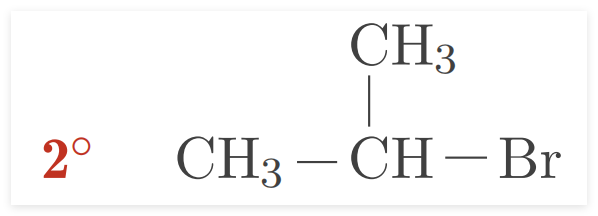 CH₃
2° CH₃ — CH — Br